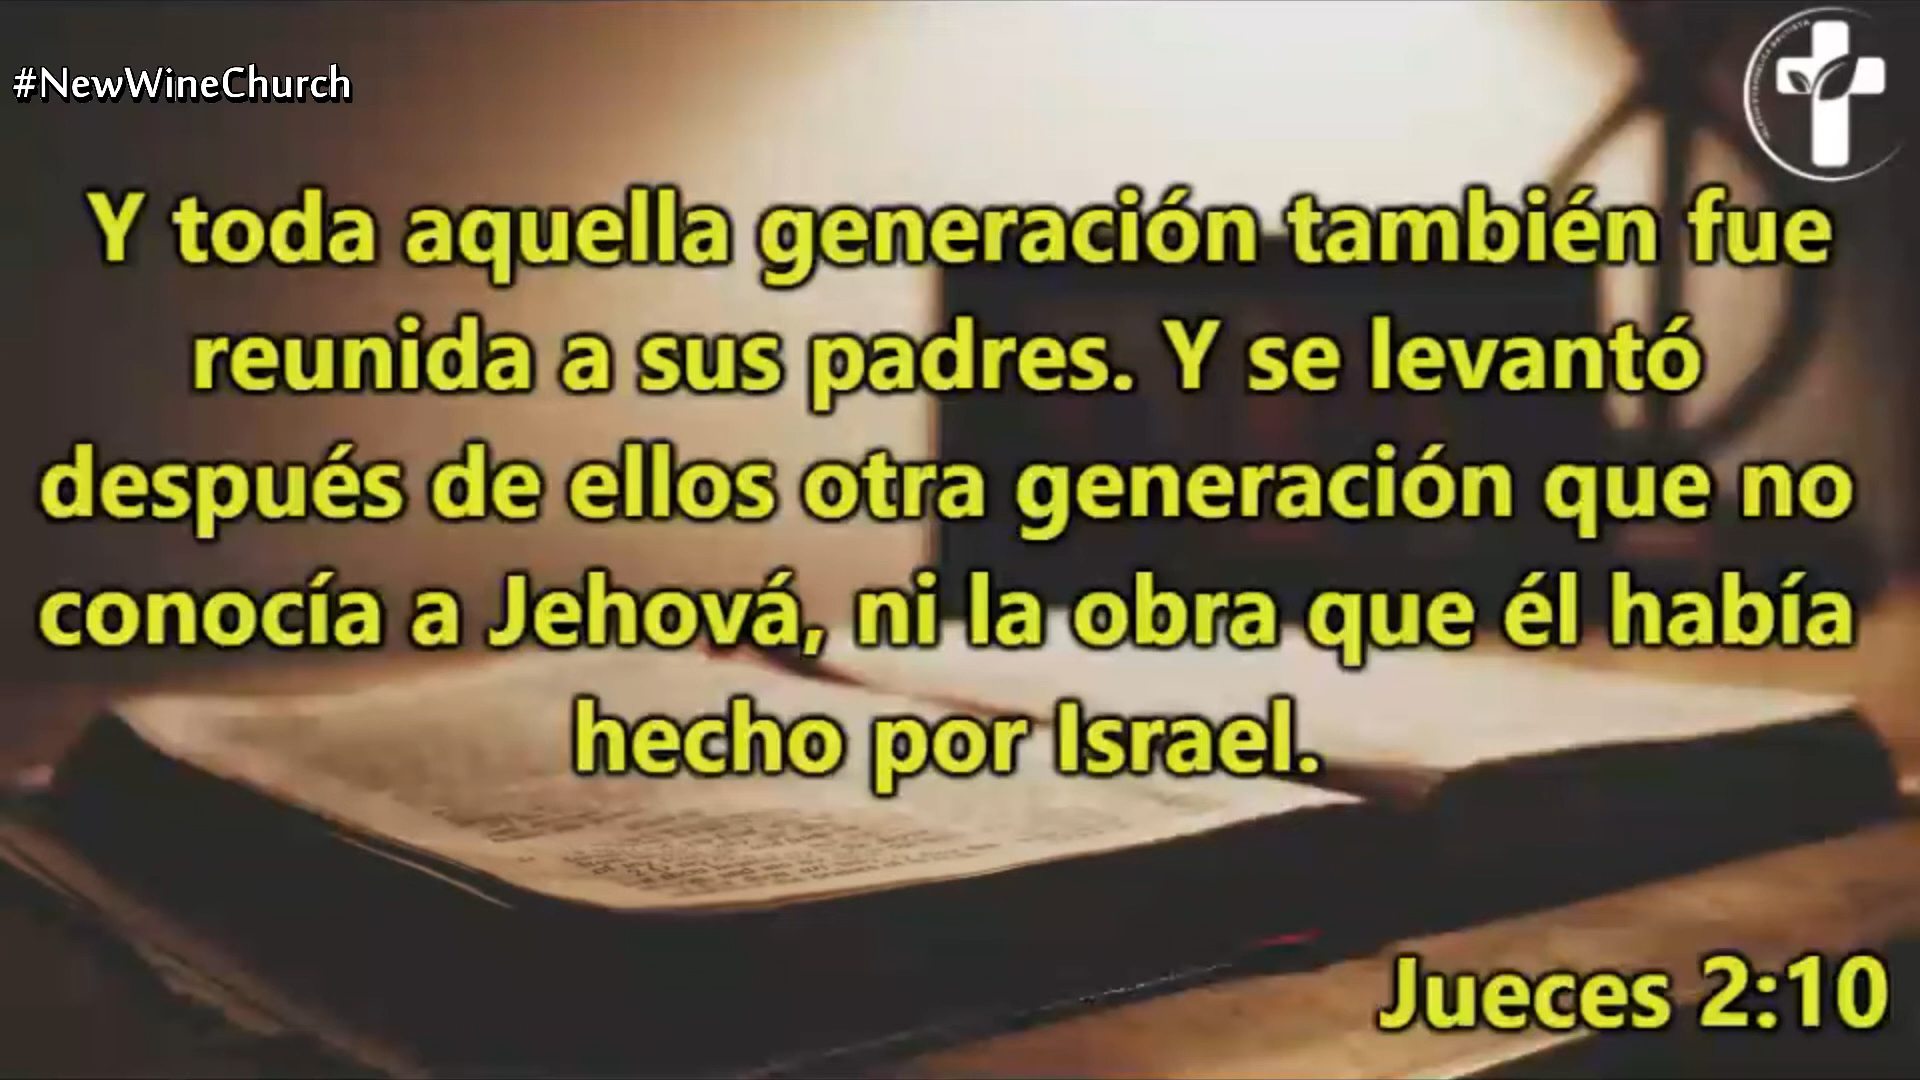 #NewWineChurch
Y toda aquella generación también fue
reunida a sus padres. Y se levantó
después de ellos otra generación que no
conocía a Jehová, ni la obra que él había
hecho por Israel.
Jueces 2:10